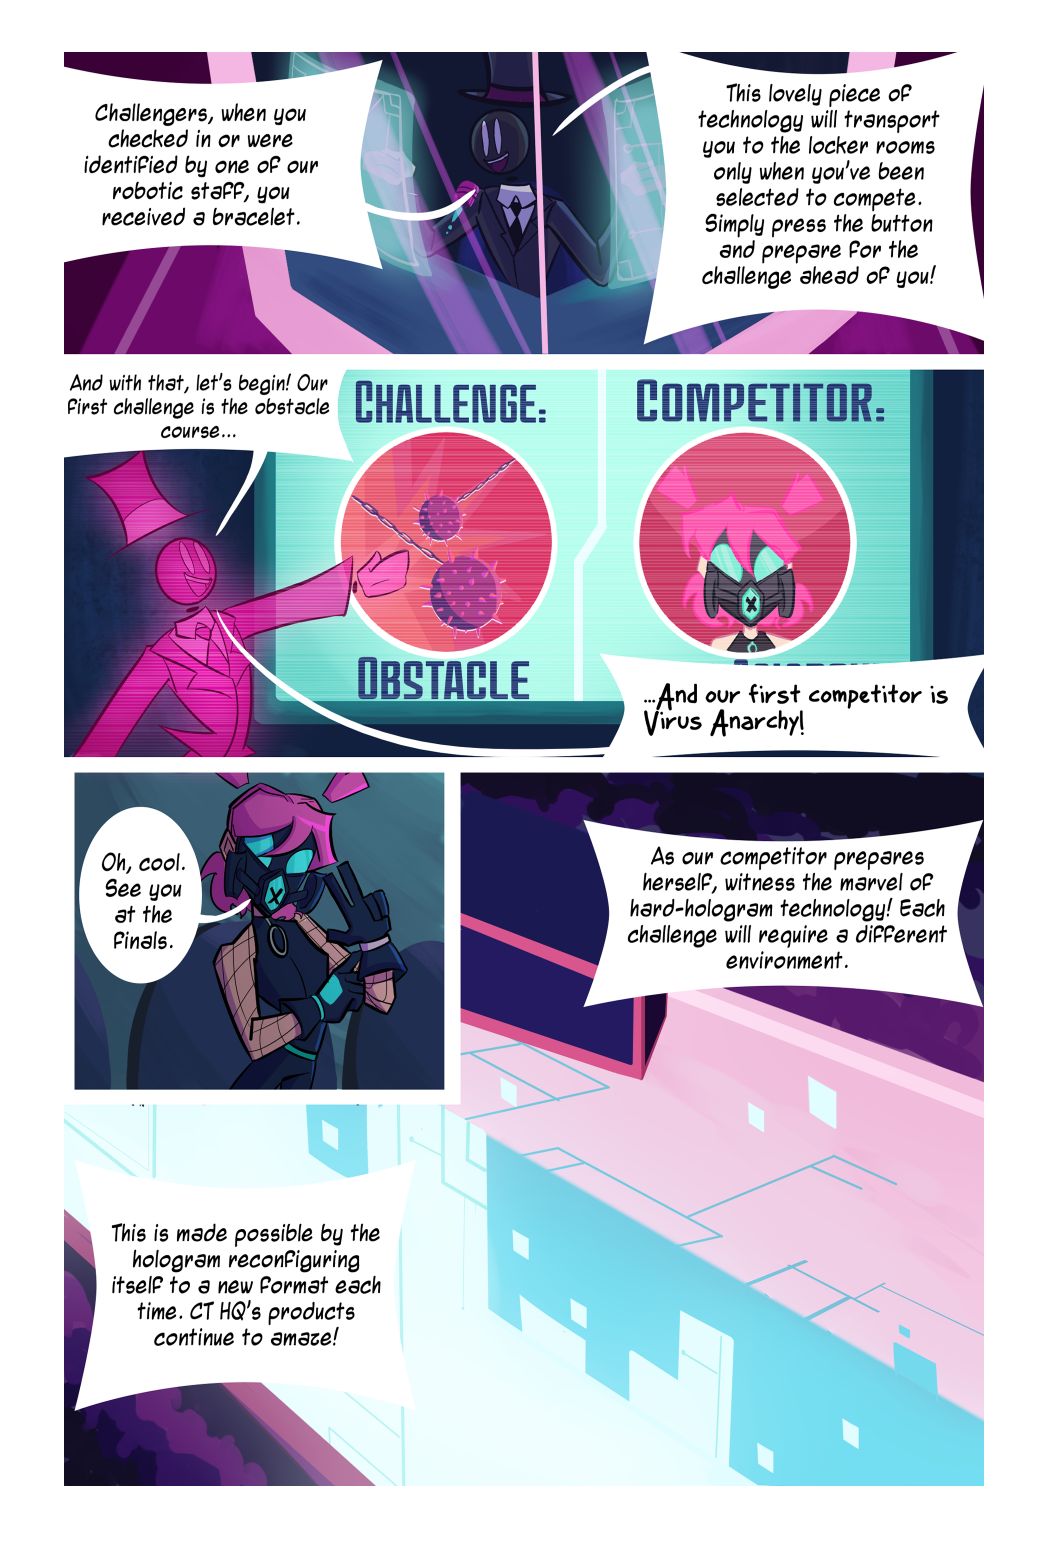 Challengers, when you
checked in or were
identified by one of our
robotic staff, you
received a bracelet.
This lovely piece of
technology will transport
you to the locker rooms
only when you've been
selected to compete.
Simply press the button
and prepare for the
challenge ahead of you!
And with that, let's begin! Our
first challenge is the obstacle
course...
CHALLENGE:
OBSTACLE
COMPETITOR:
...And our first competitor is
Virus Anarchy!
Oh, cool.
See you
at the
finals.
As our competitor prepares
herself, witness the marvel of
hard-hologram technology! Each
challenge will require a different
environment.
This is made possible by the
hologram reconfiguring
itself to a new format each
time. CT HQ's products
continue to amaze!